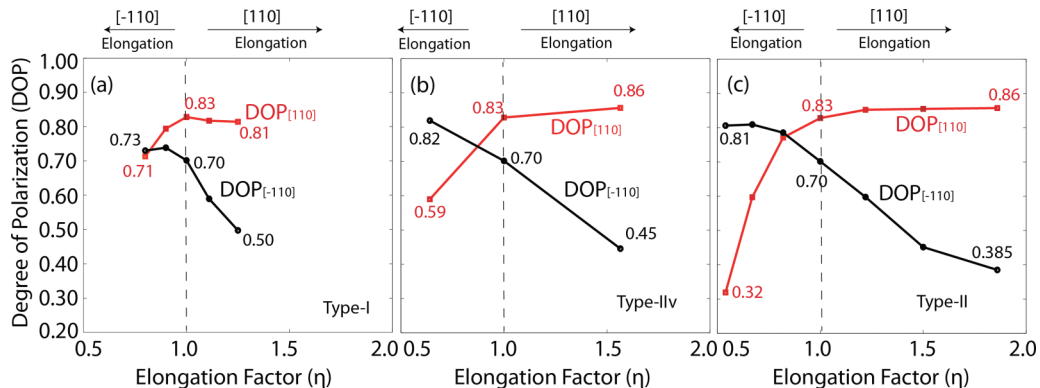 [-110] [110] [-110] [110] [-110] [110]
Elongation Elongation Elongation Elongation Elongation Elongation
Degree of Polarization (DOP)
1.00
0.90
0.80
0.70
0.60
0.50
0.40
0.30
0.20
(a)
0.83
DOP[110]
0.73
0.81
0.71
0.70
DOP[-110]
0.50
Type-I
0.5 1.0 1.5 2.0
Elongation Factor (η)
(b)
0.86
0.83
DOP[110]
0.82
0.70
DOP[-110]
0.59
0.45
Type-IIv
0.5 1.0 1.5 2.0
Elongation Factor (η)
(c)
0.86
0.83
DOP[110]
0.81
0.70
DOP[-110]
0.385
0.32
Type-II
0.5 1.0 1.5 2.0
Elongation Factor (η)